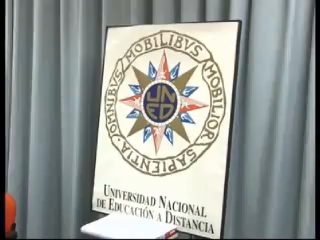 OMNIBVS MOBILIBVS MOBILIOR SAPIENTIA
UNED
UNIVERSIDAD NACIONAL
DE EDUCACIÓN A DISTANCIA